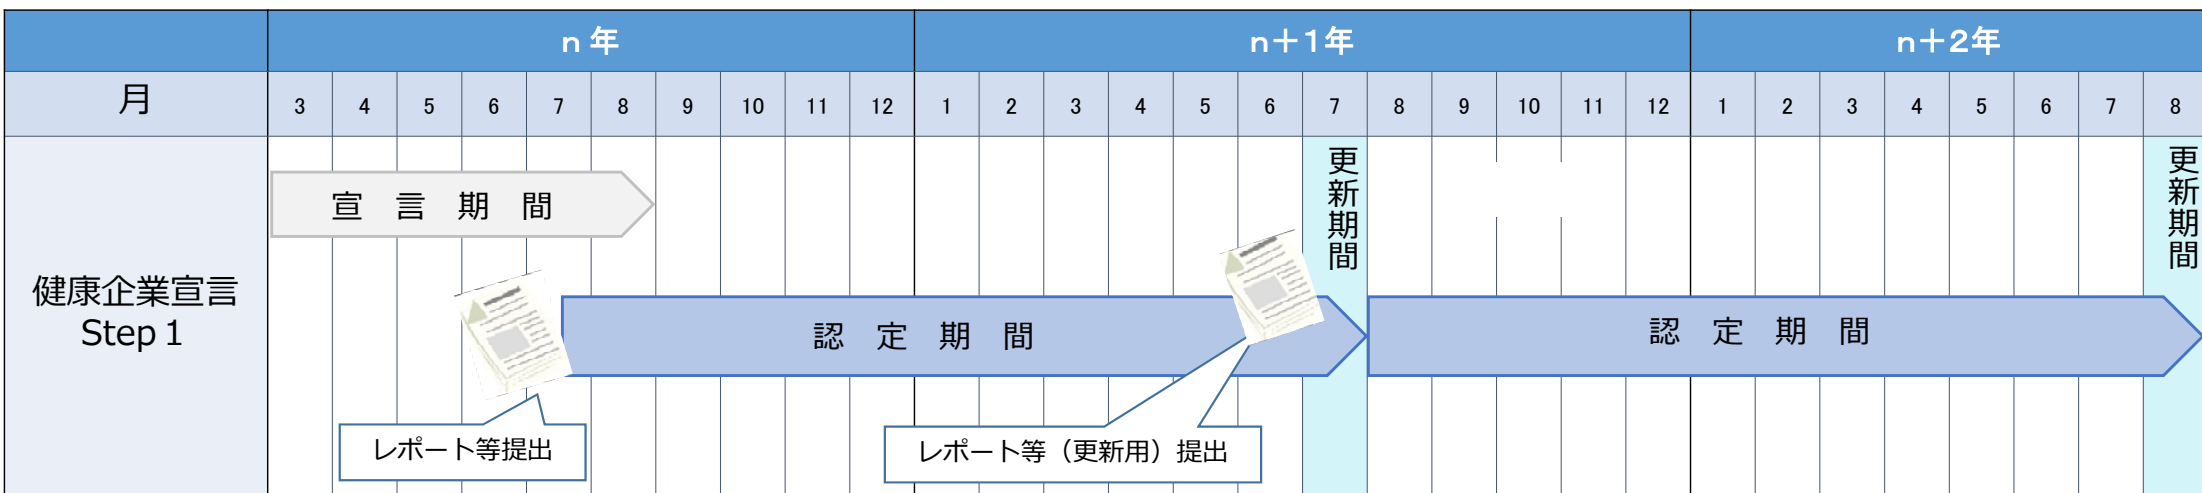 n 年 n＋1年 n＋2年
月 3 4 5 6 7 8 9 10 11 12 1 2 3 4 5 6 7 8 9 10 11 12 1 2 3 4 5 6 7 8
健康企業宣言
Step 1
宣言期間
更新期間
更新期間
認定期間
認定期間
レポート等提出
レポート等（更新用）提出